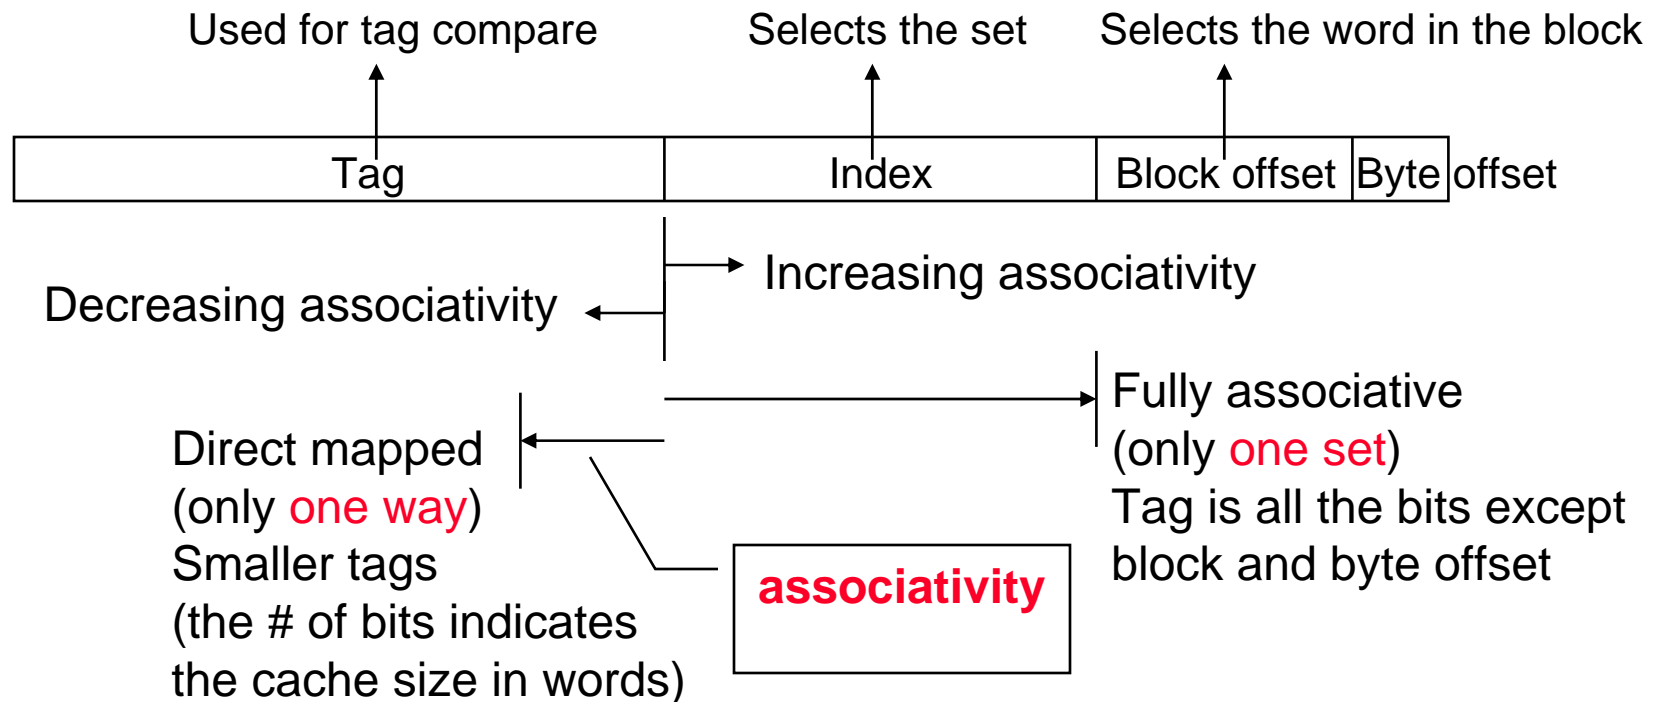 Used for tag compare
Selects the set
Selects the word in the block
Tag
Index
Block offset
Byte offset
Increasing associativity
Decreasing associativity
Fully associative
(only one set)
Tag is all the bits except
block and byte offset
Direct mapped
(only one way)
Smaller tags
(the # of bits indicates
the cache size in words)
associativity